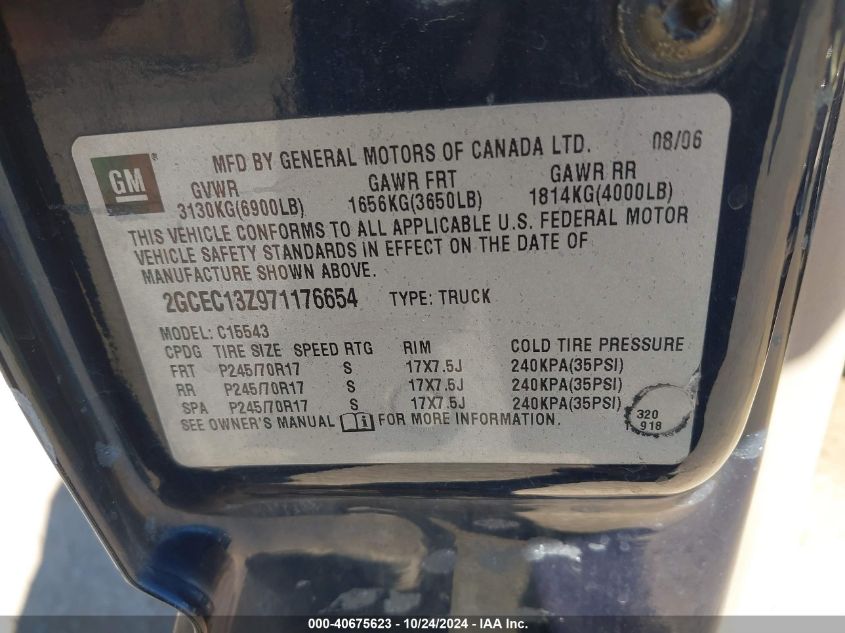 MFD BY GENERAL MOTORS OF CANADA LTD. 08/06
GM ®
GVWR GAWR FRT GAWR RR
3130KG(6900LB) 1656KG(3650LB) 1814KG(4000LB)
THIS VEHICLE CONFORMS TO ALL APPLICABLE U.S. FEDERAL MOTOR
VEHICLE SAFETY STANDARDS IN EFFECT ON THE DATE OF
MANUFACTURE SHOWN ABOVE.
2GCEC13Z971176654 TYPE: TRUCK
MODEL: C15543
CPDG TIRE SIZE SPEED RTG RIM COLD TIRE PRESSURE
FRT P245/70R17 S 17X7.5J 240KPA(35PSI)
RR P245/70R17 S 17X7.5J 240KPA(35PSI)
SPA P245/70R17 S 17X7.5J 240KPA(35PSI)
SEE OWNER'S MANUAL FOR MORE INFORMATION.
320
918
000-40675623 - 10/24/2024 - IAA Inc.